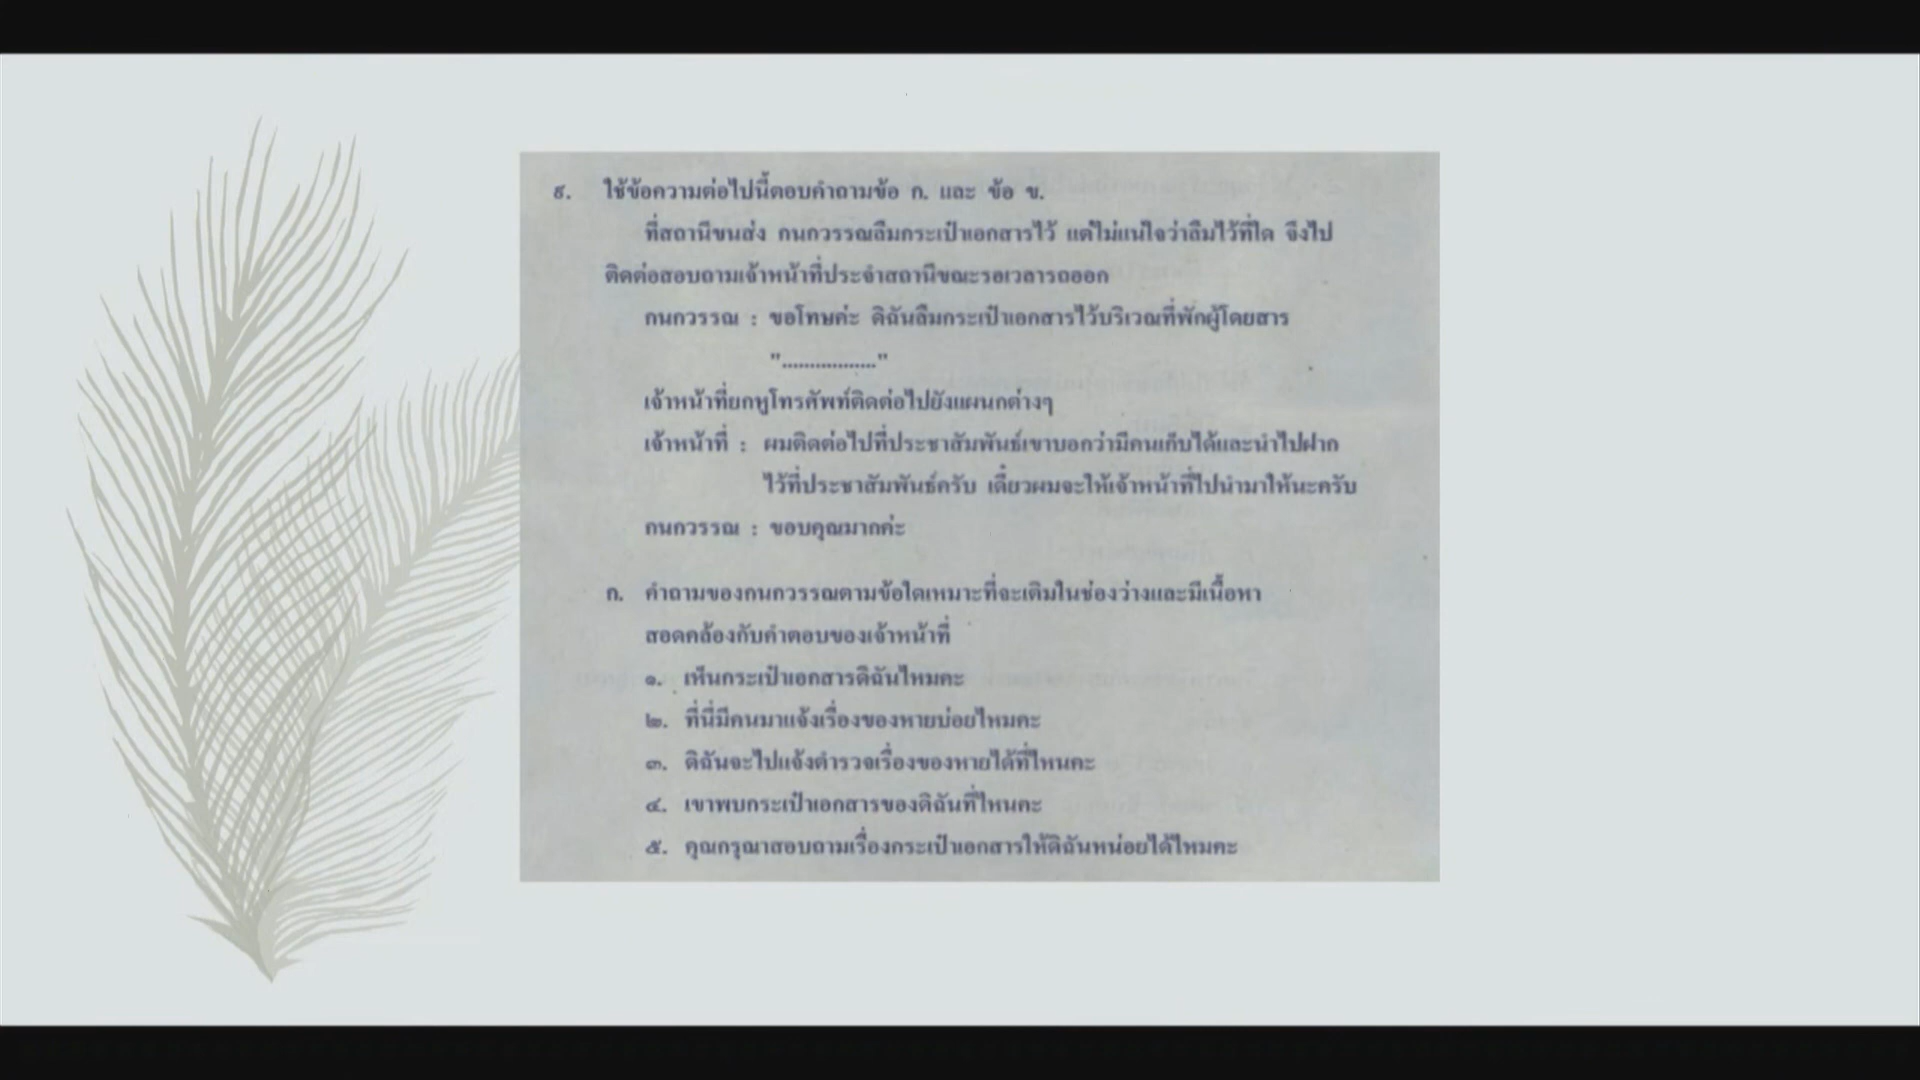 ๙. ใช้ข้อความต่อไปนี้ตอบคำถามข้อ ก. และ ข้อ ข.
ที่สถานีขนส่ง กนกวรรณลืมกระเป๋าเอกสารไว้ แต่ไม่แน่ใจว่าลืมไว้ที่ใด จึงไป
ติดต่อสอบถามเจ้าหน้าที่ประจำสถานีขณะรอเวลารถออก
กนกวรรณ : ขอโทษค่ะ ดิฉันลืมกระเป๋าเอกสารไว้บริเวณที่พักผู้โดยสาร
"................."
เจ้าหน้าที่ยกหูโทรศัพท์ติดต่อไปยังแผนกต่างๆ
เจ้าหน้าที่ : ผมติดต่อไปที่ประชาสัมพันธ์เขาบอกว่ามีคนเก็บได้และนำไปฝาก
ไว้ที่ประชาสัมพันธ์ครับ เดี๋ยวผมจะให้เจ้าหน้าที่ไปนำมาให้นะครับ
กนกวรรณ : ขอบคุณมากค่ะ
ก. คำถามของกนกวรรณตามข้อใดเหมาะที่จะเติมในช่องว่างและมีเนื้อหา
สอดคล้องกับคำตอบของเจ้าหน้าที่
๑. เห็นกระเป๋าเอกสารดิฉันไหมคะ
๒. ที่นี่มีคนมาแจ้งเรื่องของหายบ่อยไหมคะ
๓. ดิฉันจะไปแจ้งตำรวจเรื่องของหายได้ที่ไหนคะ
๔. เขาพบกระเป๋าเอกสารของดิฉันที่ไหนคะ
๕. คุณกรุณาสอบถามเรื่องกระเป๋าเอกสารให้ดิฉันหน่อยได้ไหมคะ